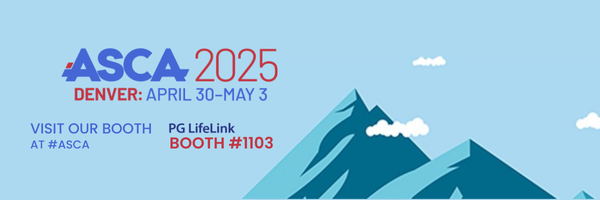 ASCA 2025
DENVER: APRIL 30–MAY 3
VISIT OUR BOOTH
AT #ASCA
PG LifeLink
BOOTH #1103